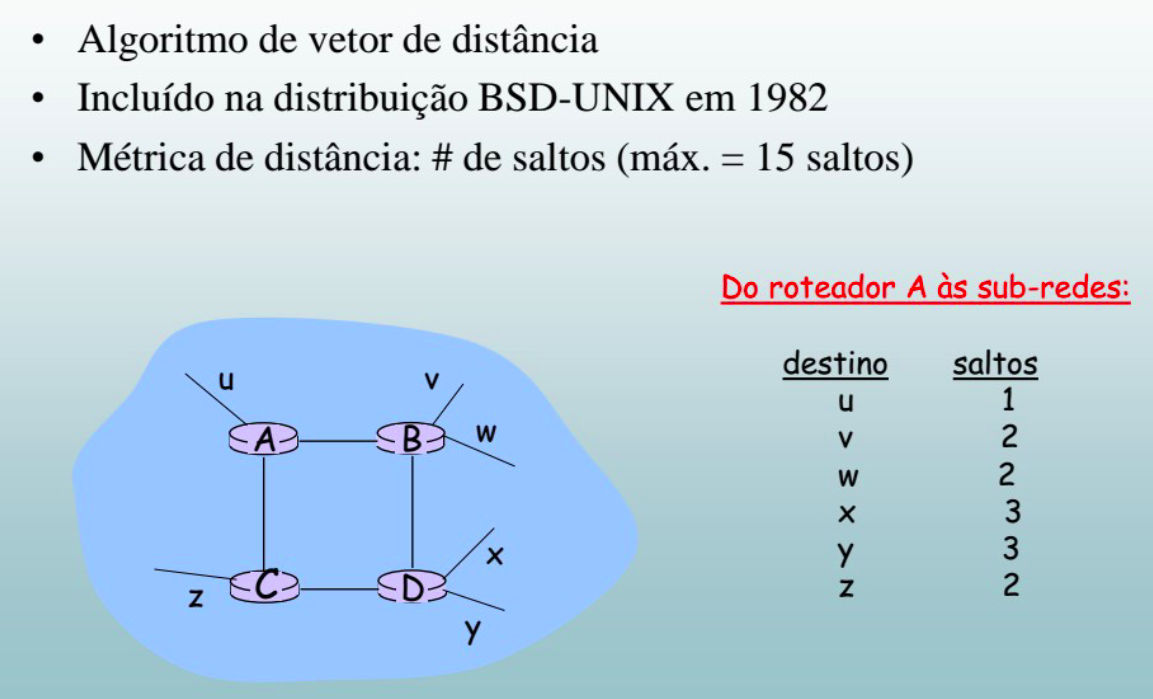 • Algoritmo de vetor de distância
• Incluído na distribuição BSD-UNIX em 1982
• Métrica de distância: # de saltos (máx. = 15 saltos)
Do roteador A às sub-redes:
destino saltos
u 1
v 2
w 2
x 3
y 3
z 2
u
v
A
B
w
x
C
D
z
y